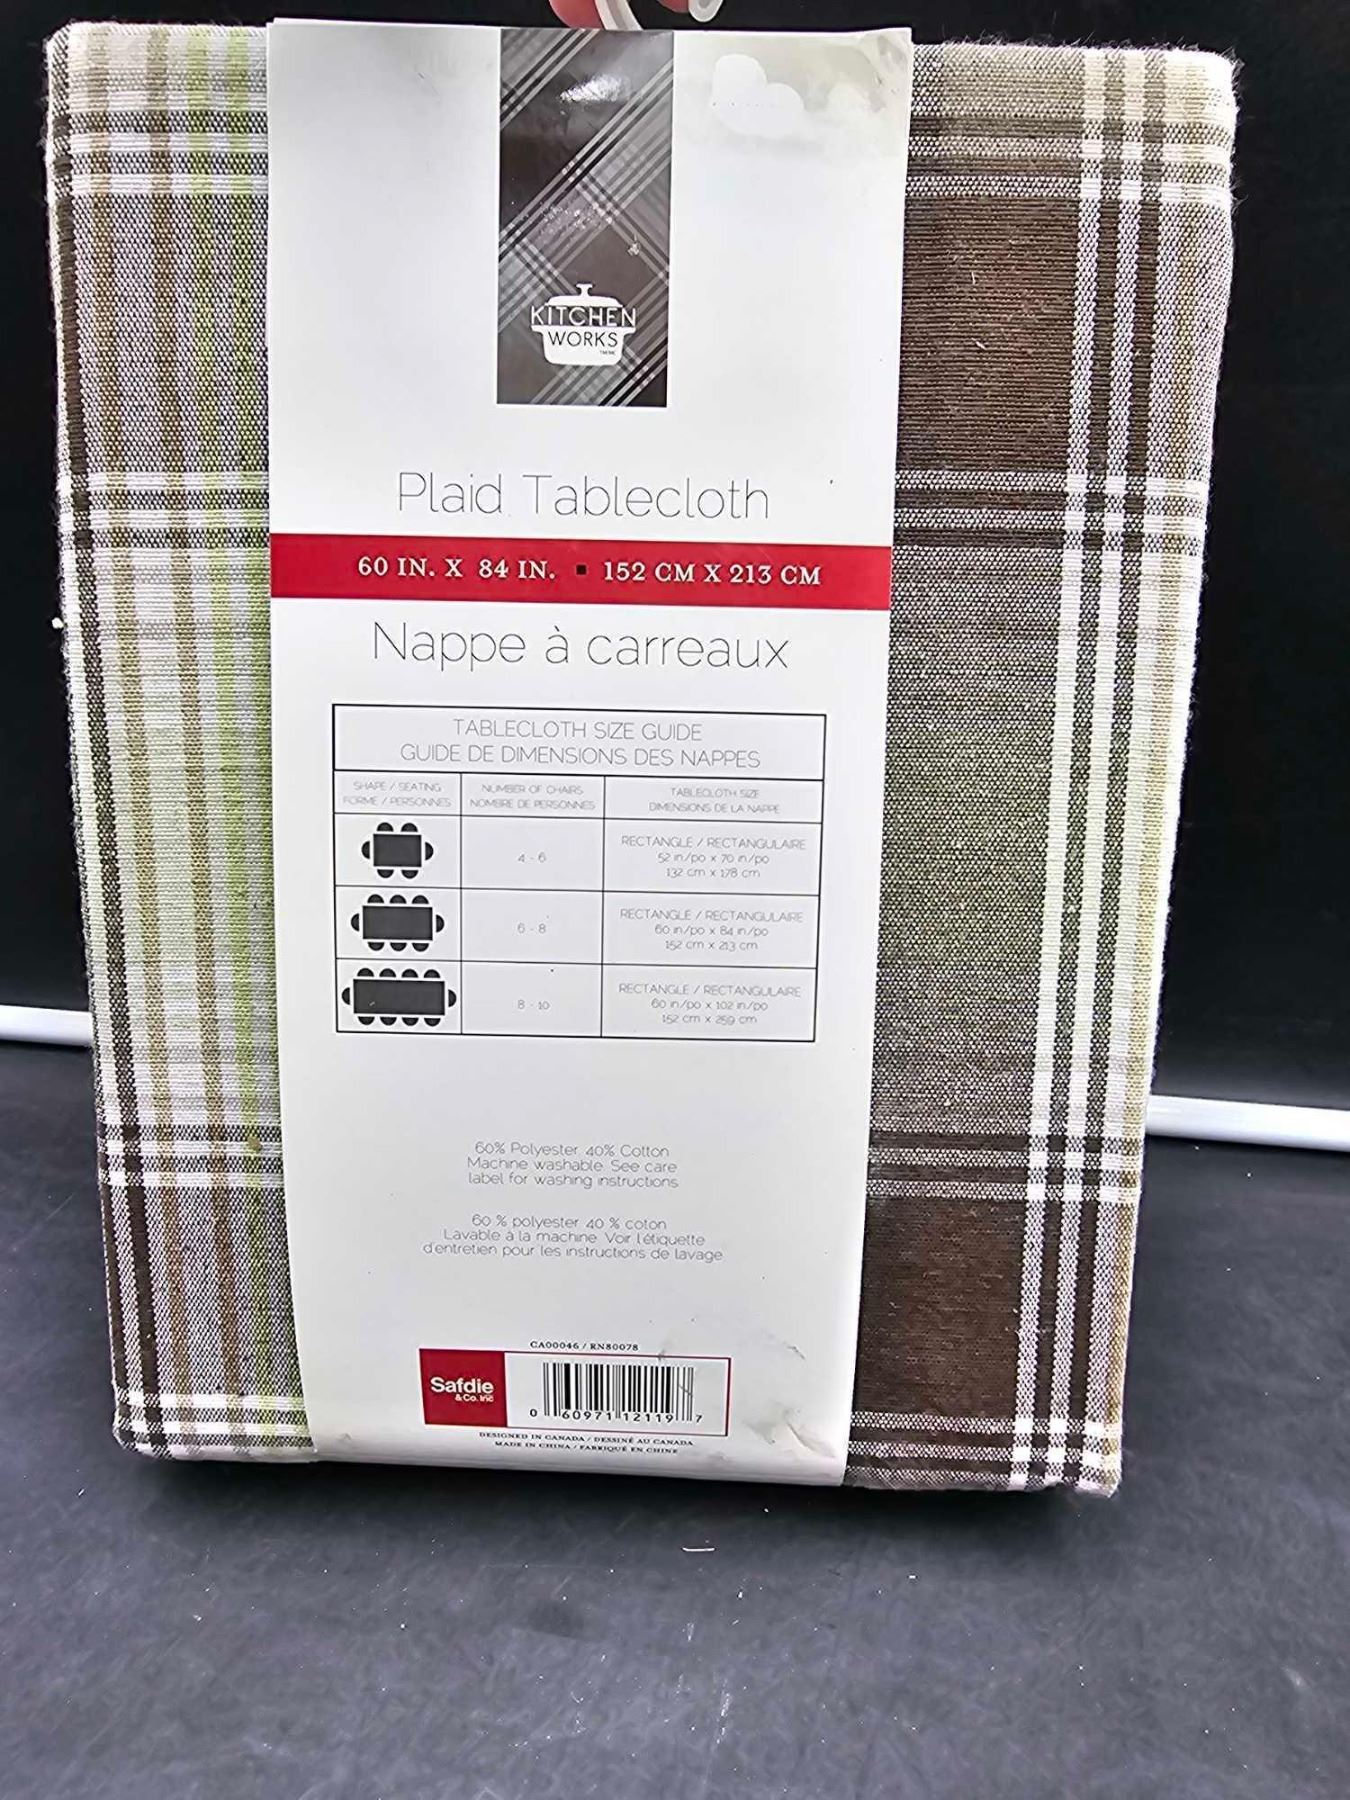 KITCHEN
WORKS
Plaid Tablecloth
60 IN. X 84 IN. ▪ 152 CM X 213 CM
Nappe à carreaux
TABLECLOTH SIZE GUIDE
GUIDE DE DIMENSIONS DES NAPPES
SHAPE / SEATING
FORME / PERSONNES
NUMBER OF CHAIRS
NOMBRE DE PERSONNES
TABLECLOTH SIZE
DIMENSIONS DE LA NAPPE
4 - 6
RECTANGLE / RECTANGULAIRE
52 in/po x 70 in/po
132 cm x 178 cm
6 - 8
RECTANGLE / RECTANGULAIRE
60 in/po x 84 in/po
152 cm x 213 cm
8 - 10
RECTANGLE / RECTANGULAIRE
60 in/po x 102 in/po
152 cm x 259 cm
60% Polyester 40% Cotton
Machine washable. See care
label for washing instructions
60 % polyester 40 % coton
Lavable à la machine Voir l'étiquette
d'entretien pour les instructions de lavage
CA00046 / RN80078
Safdie
& Co. Inc
0 60971 12119 7
DESIGNED IN CANADA / DESSINÉ AU CANADA
MADE IN CHINA / FABRIQUÉ EN CHINE